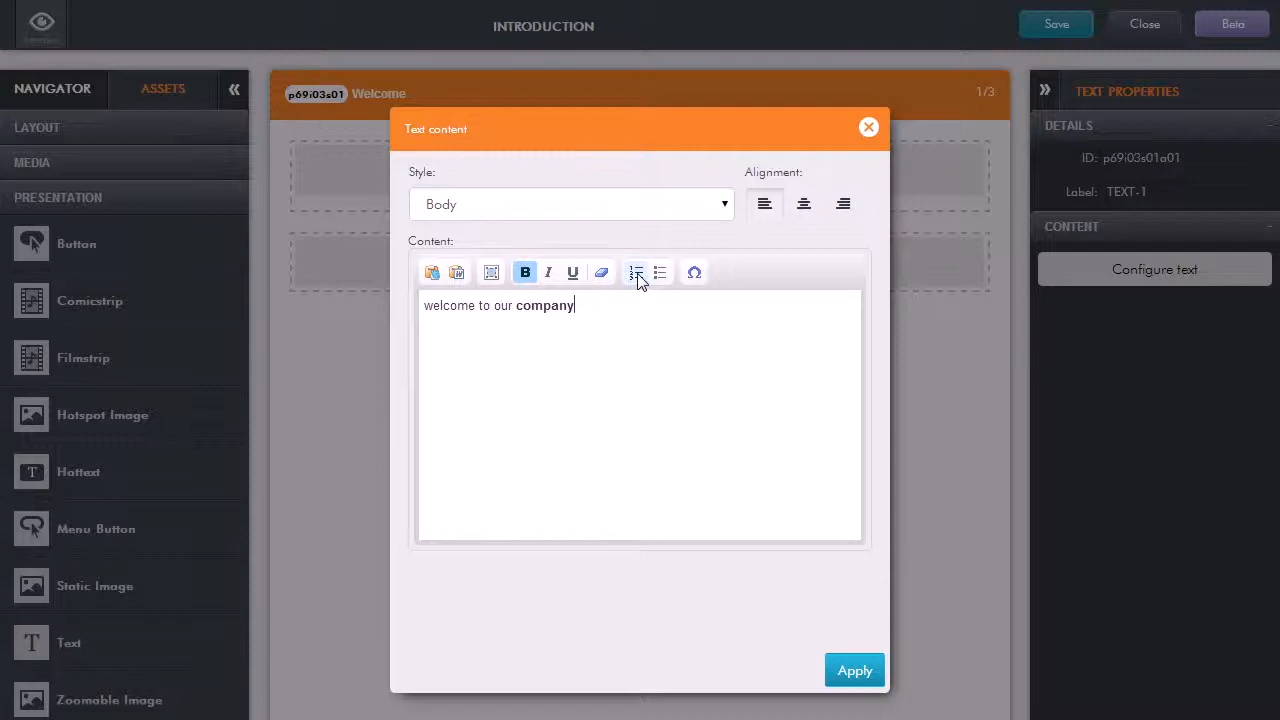 INTRODUCTION
Save
Close
Beta
NAVIGATOR
ASSETS
«
LAYOUT
MEDIA
PRESENTATION
Button
Comicstrip
Filmstrip
Hotspot Image
Hottext
Menu Button
Static Image
T
Text
Zoomable Image
p69i03s01 Welcome
1/3
Text content
Style:
Alignment:
Body
Content:
B I U
Ω
welcome to our company
Apply
»
TEXT PROPERTIES
DETAILS
ID: p69i03s01a01
Label: TEXT-1
CONTENT
Configure text